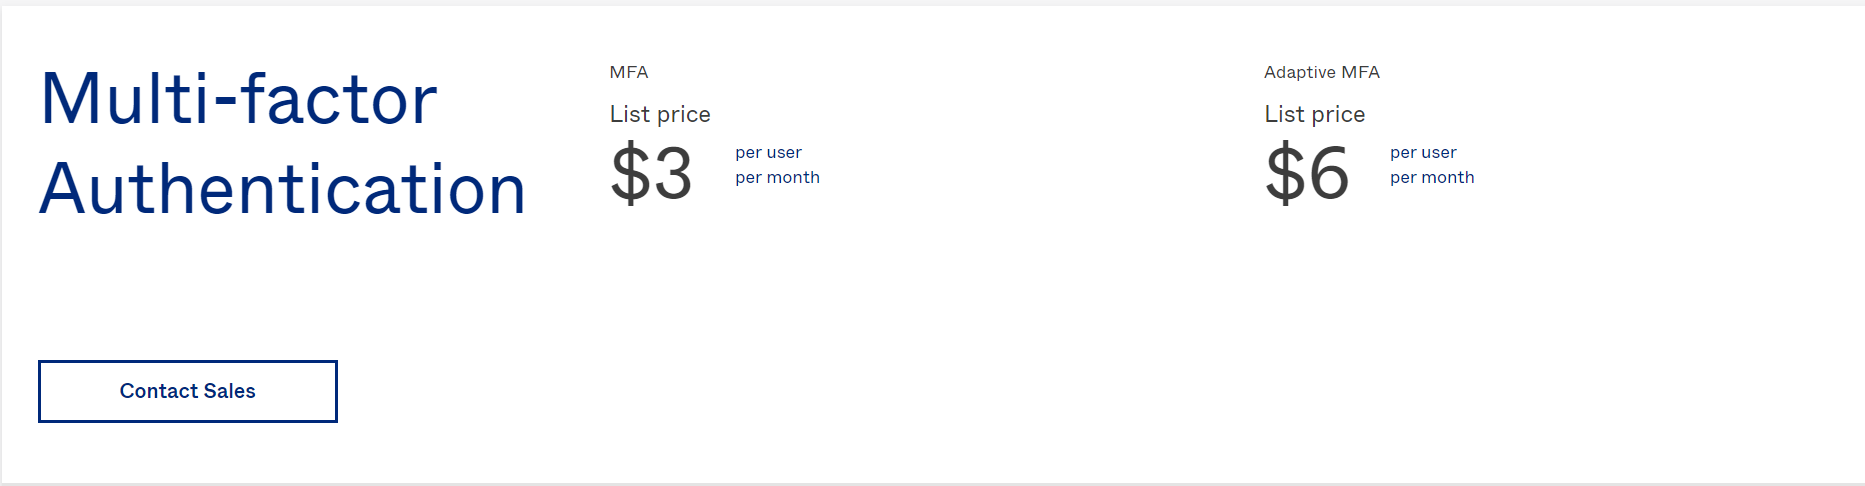 Multi-factor
Authentication
Contact Sales
MFA
List price
$3
per user
per month
Adaptive MFA
List price
$6
per user
per month